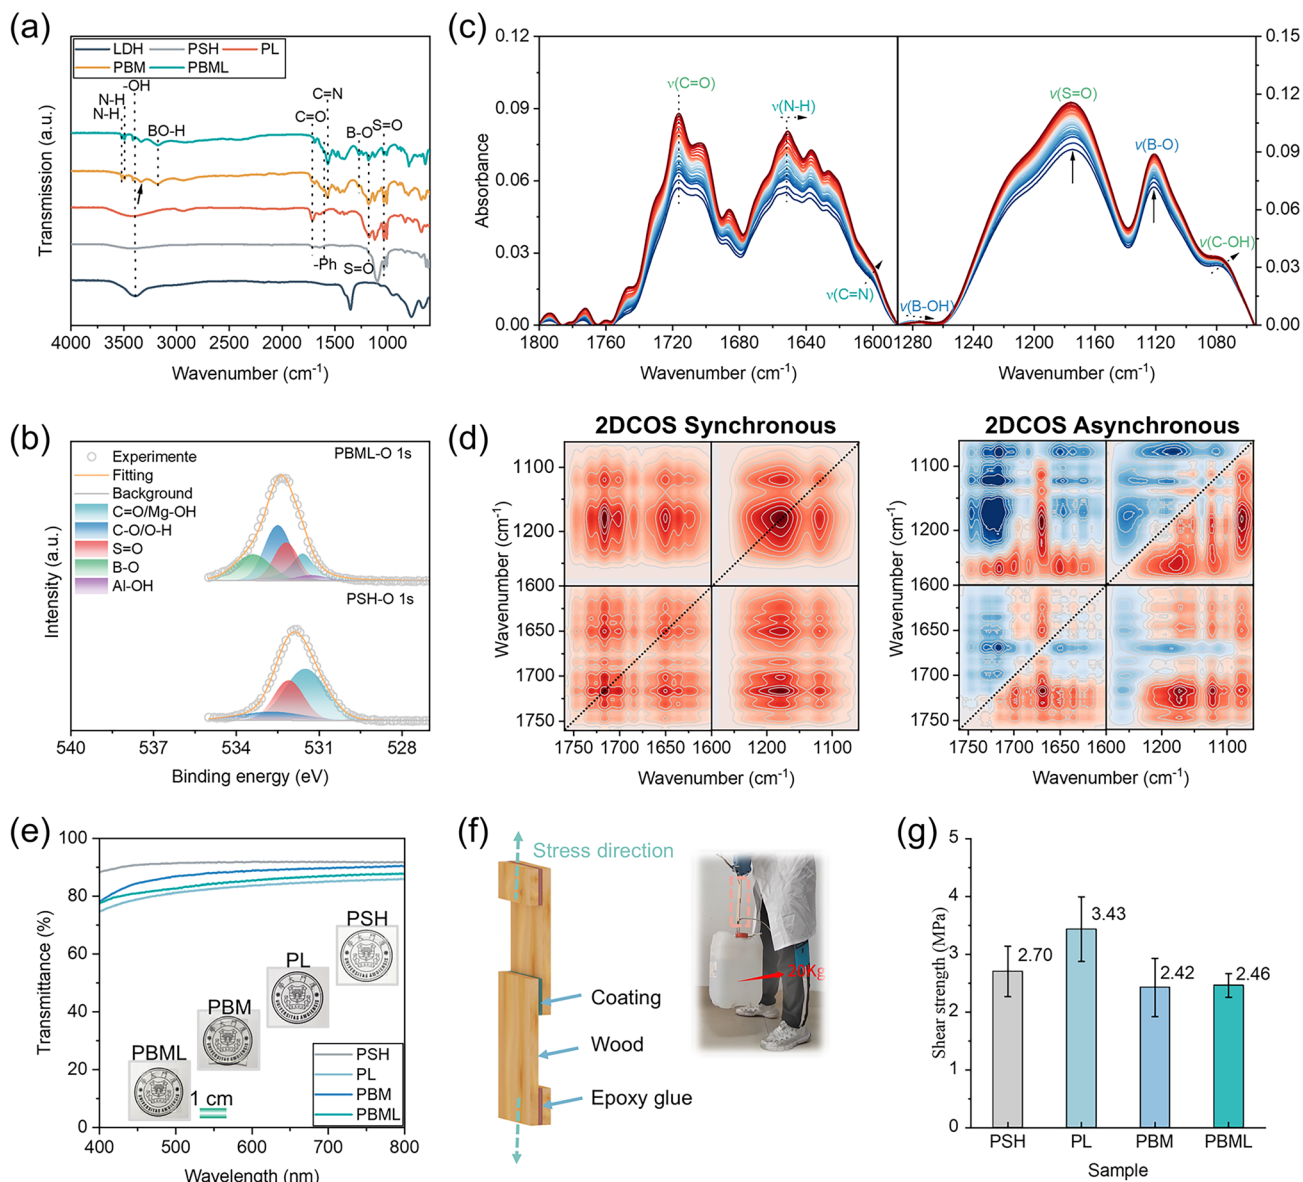 (a)
LDH PSH PL
PBM PBML
-OH
N-H
N-H
BO-H
C=N
C=O
B-O
S=O
-Ph
S=O
Transmission (a.u.)
4000 3500 3000 2500 2000 1500 1000
Wavenumber (cm⁻¹)
(c)
0.12 0.15
0.09 0.12
0.06 0.09
0.03 0.06
0.00 0.03
0.00
Absorbance
ν(C=O)
ν(N-H)
ν(C=N)
ν(S=O)
ν(B-O)
ν(C-OH)
ν(B-OH)
1800 1760 1720 1680 1640 1600 1280 1240 1200 1160 1120 1080
Wavenumber (cm⁻¹) Wavenumber (cm⁻¹)
(b)
Experimente
Fitting
Background
C=O/Mg-OH
C-O/O-H
S=O
B-O
Al-OH
PBML-O 1s
PSH-O 1s
Intensity (a.u.)
540 537 534 531 528
Binding energy (eV)
(d)
2DCOS Synchronous
1100
1200
1600
1650
1700
1750
Wavenumber (cm⁻¹)
Wavenumber (cm⁻¹)
1750 1700 1650 1600 1200 1100
Wavenumber (cm⁻¹)
2DCOS Asynchronous
1100
1200
1600
1650
1700
1750
Wavenumber (cm⁻¹)
Wavenumber (cm⁻¹)
1750 1700 1650 1600 1200 1100
Wavenumber (cm⁻¹)
(e)
100
80
60
40
20
0
Transmittance (%)
PSH
PL
PBM
PBML
1 cm
PSH
PL
PBM
PBML
400 500 600 700 800
Wavelength (nm)
(f)
Stress direction
Coating
Wood
Epoxy glue
20Kg
(g)
5
4
3
2
1
0
Shear strength (MPa)
2.70
3.43
2.42
2.46
PSH PL PBM PBML
Sample